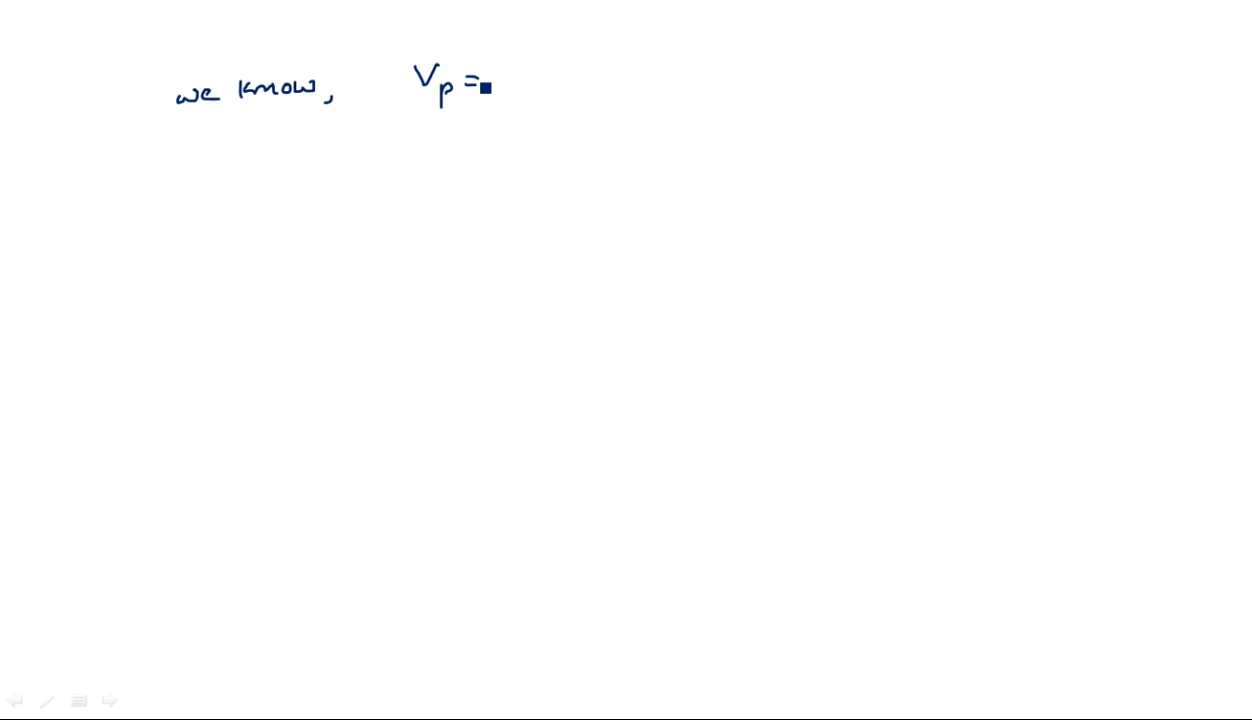 we know, Vp =